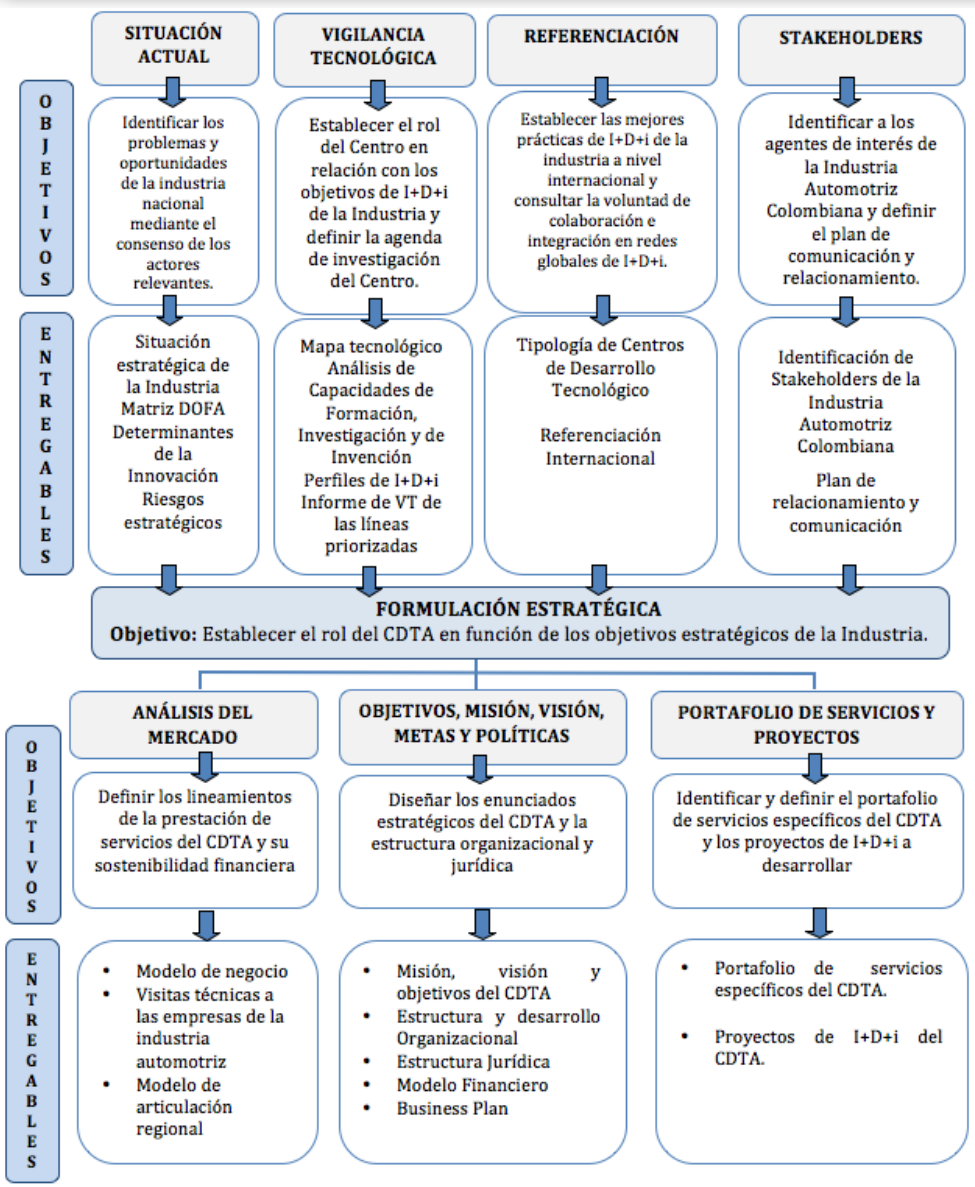 SITUACIÓN
ACTUAL
VIGILANCIA
TECNOLÓGICA
REFERENCIACIÓN
STAKEHOLDERS
OBJETIVOS
Identificar los
problemas y
oportunidades
de la industria
nacional
mediante el
consenso de los
actores
relevantes.
Establecer el rol
del Centro en
relación con los
objetivos de I+D+i
de la Industria y
definir la agenda
de investigación
del Centro.
Establecer las mejores
prácticas de I+D+i de la
industria a nivel
internacional y
consultar la voluntad de
colaboración e
integración en redes
globales de I+D+i.
Identificar a los
agentes de interés de
la Industria
Automotriz
Colombiana y definir
el plan de
comunicación y
relacionamiento.
ENTREGABLES
Situación
estratégica de
la Industria
Matriz DOFA
Determinantes
de la
Innovación
Riesgos
estratégicos
Mapa tecnológico
Análisis de
Capacidades de
Formación,
Investigación y de
Invención
Perfiles de I+D+i
Informe de VT de
las líneas
priorizadas
Tipología de Centros
de Desarrollo
Tecnológico
Referenciación
Internacional
Identificación de
Stakeholders de la
Industria
Automotriz
Colombiana
Plan de
relacionamiento y
comunicación
FORMULACIÓN ESTRATÉGICA
Objetivo: Establecer el rol del CDTA en función de los objetivos estratégicos de la Industria.
ANÁLISIS DEL
MERCADO
OBJETIVOS, MISIÓN, VISIÓN,
METAS Y POLÍTICAS
PORTAFOLIO DE SERVICIOS Y
PROYECTOS
OBJETIVOS
Definir los lineamientos
de la prestación de
servicios del CDTA y su
sostenibilidad financiera
Diseñar los enunciados
estratégicos del CDTA y la
estructura organizacional y
jurídica
Identificar y definir el portafolio
de servicios específicos del CDTA
y los proyectos de I+D+i a
desarrollar
ENTREGABLES
• Modelo de negocio
• Visitas técnicas a
las empresas de la
industria
automotriz
• Modelo de
articulación
regional
• Misión, visión y
objetivos del CDTA
• Estructura y desarrollo
Organizacional
• Estructura Jurídica
• Modelo Financiero
• Business Plan
• Portafolio de servicios
específicos del CDTA.
• Proyectos de I+D+i del
CDTA.